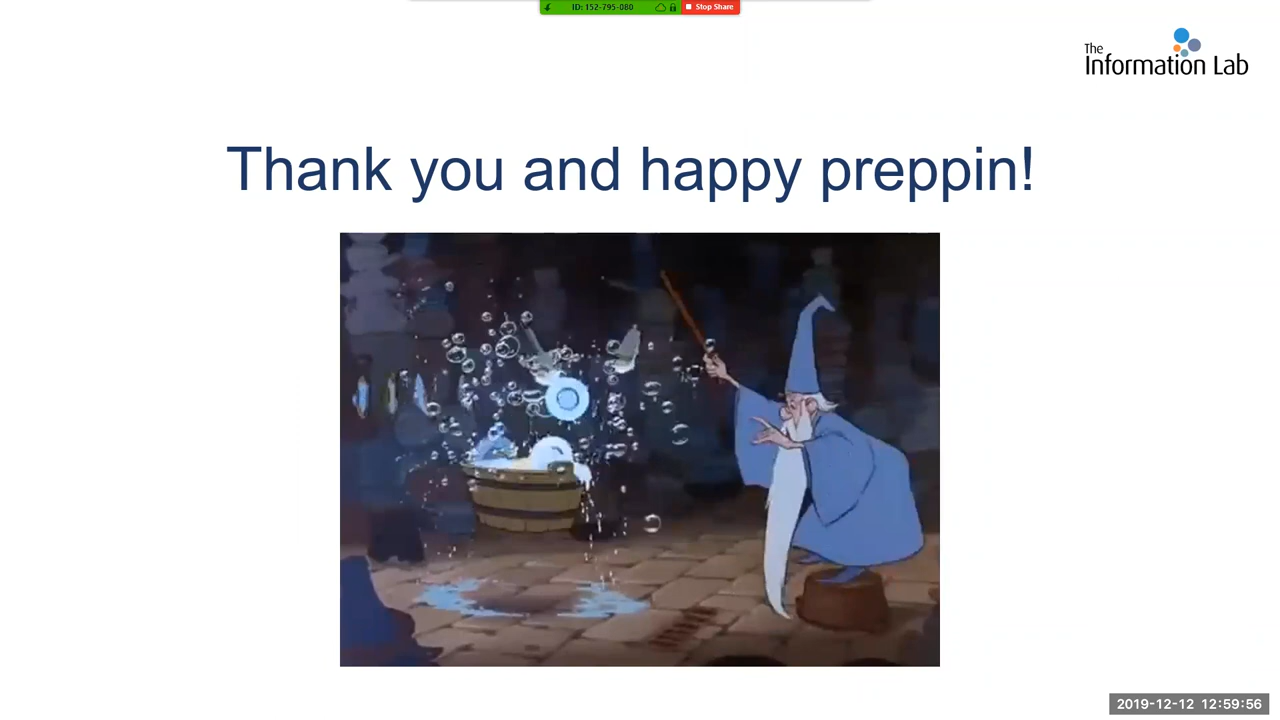 ID: 152-795-080
Stop Share
The
Information Lab
Thank you and happy preppin!
2019-12-12 12:59:56